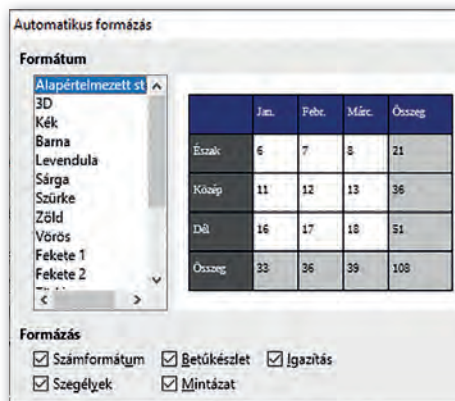 Automatikus formázás
Formátum
Alapértelmezett st
3D
Kék
Barna
Levendula
Sárga
Szürke
Zöld
Vörös
Fekete 1
Fekete 2
Jan. Febr. Márc. Összeg
Észak 6 7 8 21
Közép 11 12 13 36
Dél 16 17 18 51
Összeg 33 36 39 108
Formázás
Számformátum Betűkészlet Igazítás
Szegélyek Mintázat